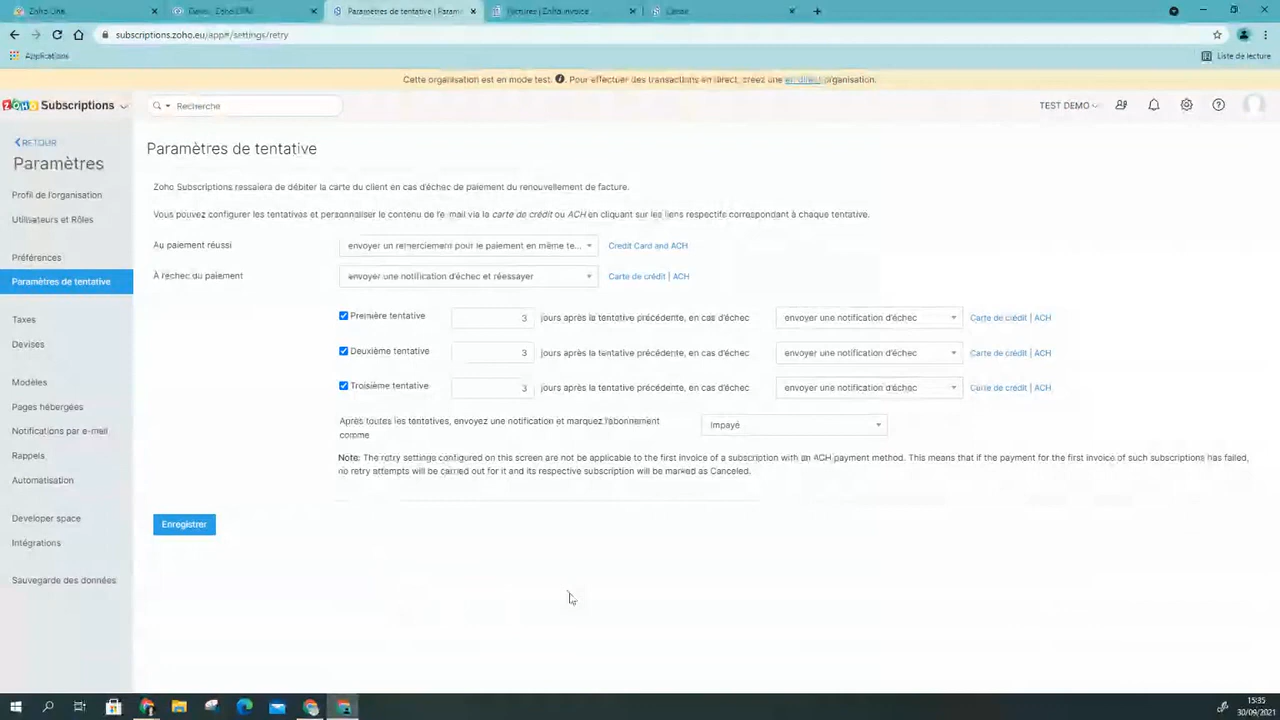 Zoho One
Demo, ZohoCRM
Paramètres de tentative | Paramè
Factures | Zoho Invoice
Caisse
subscriptions.zoho.eu/app#/settings/retry
Applications
Liste de lecture
Cette organisation est en mode test. Pour effectuer des transactions en direct, créez une en direct organisation.
ZOHO Subscriptions
Recherche
TEST DEMO
RETOUR
Paramètres
Profil de l'organisation
Utilisateurs et Rôles
Préférences
Paramètres de tentative
Taxes
Devises
Modèles
Pages hébergées
Notifications par e-mail
Rappels
Automatisation
Developer space
Intégrations
Sauvegarde des données
Paramètres de tentative
Zoho Subscriptions ressaiera de débiter la carte du client en cas d'échec de paiement du renouvellement de facture.
Vous pouvez configurer les tentatives et personnaliser le contenu de l'e-mail via le carte de crédit ou ACH en cliquant sur les liens respectifs correspondant à chaque tentative.
Au paiement réussi
envoyer un remerciement pour le paiement en même te...
Credit Card and ACH
À l'échec du paiement
envoyer une notification d'échec et réessayer
Carte de crédit | ACH
Première tentative
3
jours après la tentative précédente, en cas d'échec
envoyer une notification d'échec
Carte de crédit | ACH
Deuxième tentative
3
jours après la tentative précédente, en cas d'échec
envoyer une notification d'échec
Carte de crédit | ACH
Troisième tentative
3
jours après la tentative précédente, en cas d'échec
envoyer une notification d'échec
Carte de crédit | ACH
Après toutes les tentatives, envoyez une notification et marquez l'abonnement
comme
Impayé
Note: The retry settings configured on this screen are not be applicable to the first invoice of a subscription with an ACH payment method. This means that if the payment for the first invoice of such subscriptions has failed,
no retry attempts will be carried out for it and its respective subscription will be marked as Canceled.
Enregistrer
15:35
30/09/2021